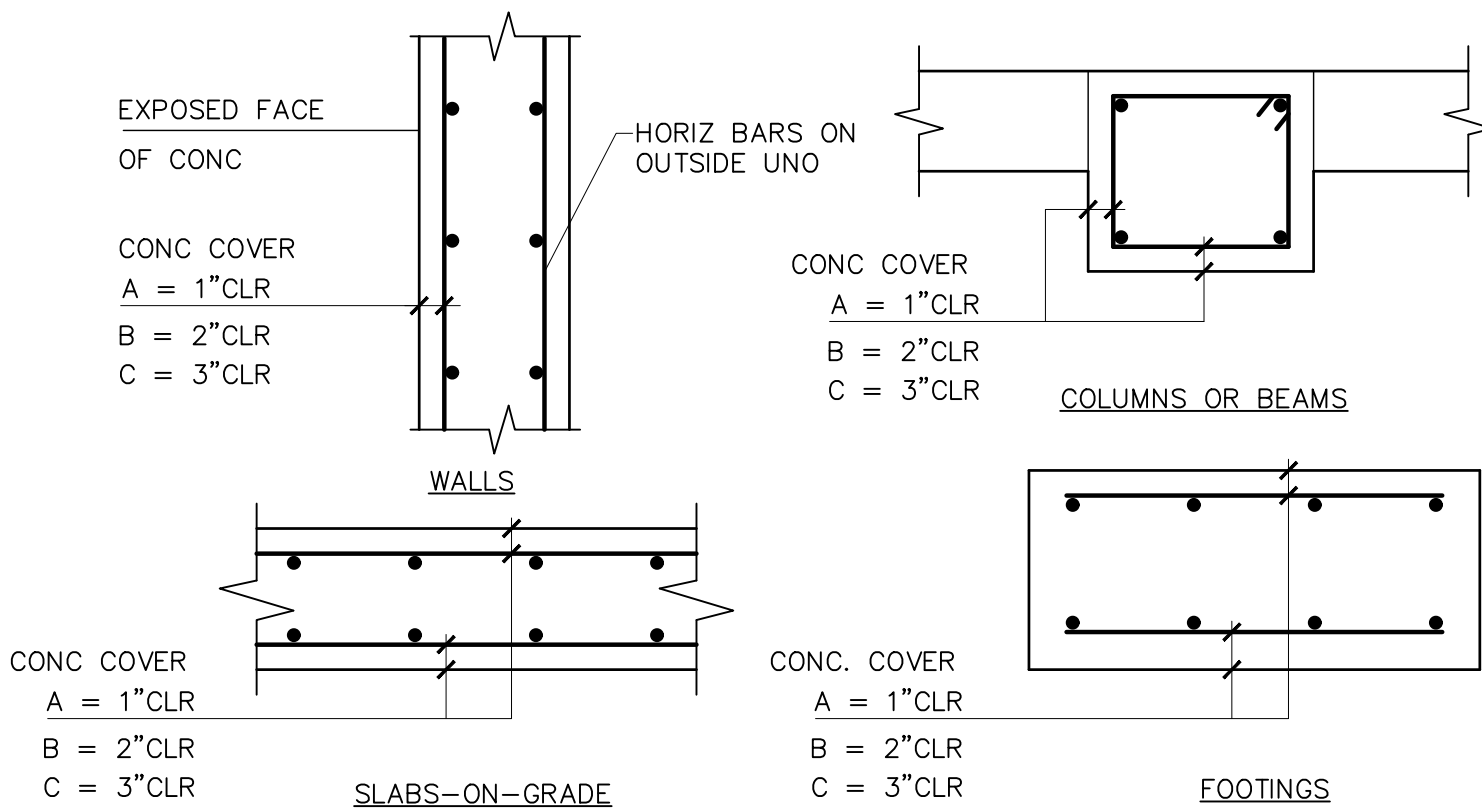 EXPOSED FACE
OF CONC
CONC COVER
A = 1"CLR
B = 2"CLR
C = 3"CLR
HORIZ BARS ON
OUTSIDE UNO
WALLS
CONC COVER
A = 1"CLR
B = 2"CLR
C = 3"CLR
COLUMNS OR BEAMS
CONC COVER
A = 1"CLR
B = 2"CLR
C = 3"CLR
SLABS-ON-GRADE
CONC. COVER
A = 1"CLR
B = 2"CLR
C = 3"CLR
FOOTINGS